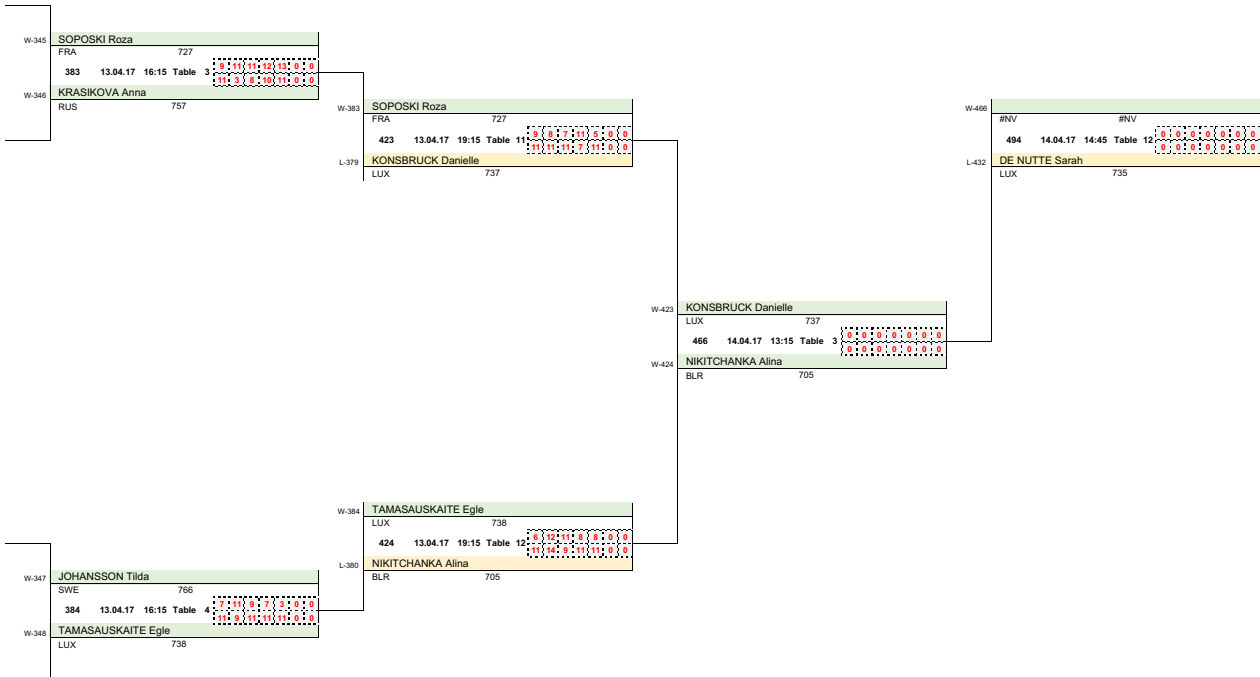 W-345 SOPOSKI Roza
FRA 727
383 13.04.17 16:15 Table 3
9 11 11 12 13 0 0
11 3 8 10 11 0 0
W-346 KRASIKOVA Anna
RUS 757
W-383 SOPOSKI Roza
FRA 727
423 13.04.17 19:15 Table 11
9 8 7 11 5 0 0
11 11 11 7 11 0 0
L-379 KONSBRUCK Danielle
LUX 737
W-466
#NV #NV
494 14.04.17 14:45 Table 12
0 0 0 0 0 0 0
0 0 0 0 0 0 0
L-432 DE NUTTE Sarah
LUX 735
W-423 KONSBRUCK Danielle
LUX 737
466 14.04.17 13:15 Table 3
0 0 0 0 0 0 0
0 0 0 0 0 0 0
W-424 NIKITCHANKA Alina
BLR 705
W-384 TAMASAUSKAITE Egle
LUX 738
424 13.04.17 19:15 Table 12
6 12 11 8 8 0 0
11 14 9 11 11 0 0
L-380 NIKITCHANKA Alina
BLR 705
W-347 JOHANSSON Tilda
SWE 766
384 13.04.17 16:15 Table 4
7 11 9 7 3 0 0
11 9 11 11 11 0 0
W-348 TAMASAUSKAITE Egle
LUX 738